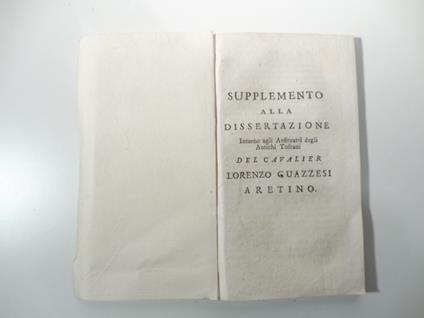 SUPPLEMENTO
ALLA
DISSERTAZIONE
Intorno agli Anfiteatri degli
Antichi Toscani
DEL CAVALIER
LORENZO GUAZZESI
ARETINO.